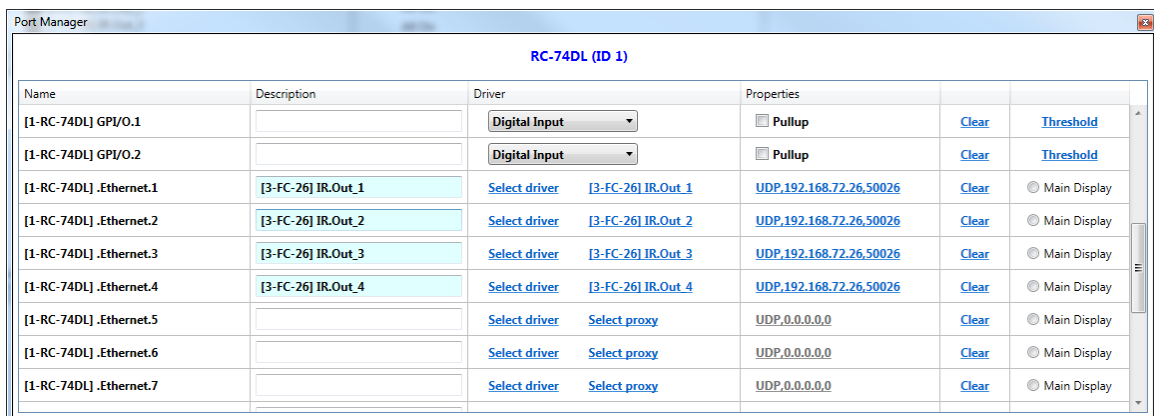 Port Manager
RC-74DL (ID 1)
Name Description Driver Properties
[1-RC-74DL] GPI/O.1 Digital Input Pullup Clear Threshold
[1-RC-74DL] GPI/O.2 Digital Input Pullup Clear Threshold
[1-RC-74DL] .Ethernet.1 [3-FC-26] IR.Out_1 Select driver [3-FC-26] IR.Out_1 UDP,192.168.72.26,50026 Clear Main Display
[1-RC-74DL] .Ethernet.2 [3-FC-26] IR.Out_2 Select driver [3-FC-26] IR.Out_2 UDP,192.168.72.26,50026 Clear Main Display
[1-RC-74DL] .Ethernet.3 [3-FC-26] IR.Out_3 Select driver [3-FC-26] IR.Out_3 UDP,192.168.72.26,50026 Clear Main Display
[1-RC-74DL] .Ethernet.4 [3-FC-26] IR.Out_4 Select driver [3-FC-26] IR.Out_4 UDP,192.168.72.26,50026 Clear Main Display
[1-RC-74DL] .Ethernet.5 Select driver Select proxy UDP,0.0.0.0,0 Clear Main Display
[1-RC-74DL] .Ethernet.6 Select driver Select proxy UDP,0.0.0.0,0 Clear Main Display
[1-RC-74DL] .Ethernet.7 Select driver Select proxy UDP,0.0.0.0,0 Clear Main Display